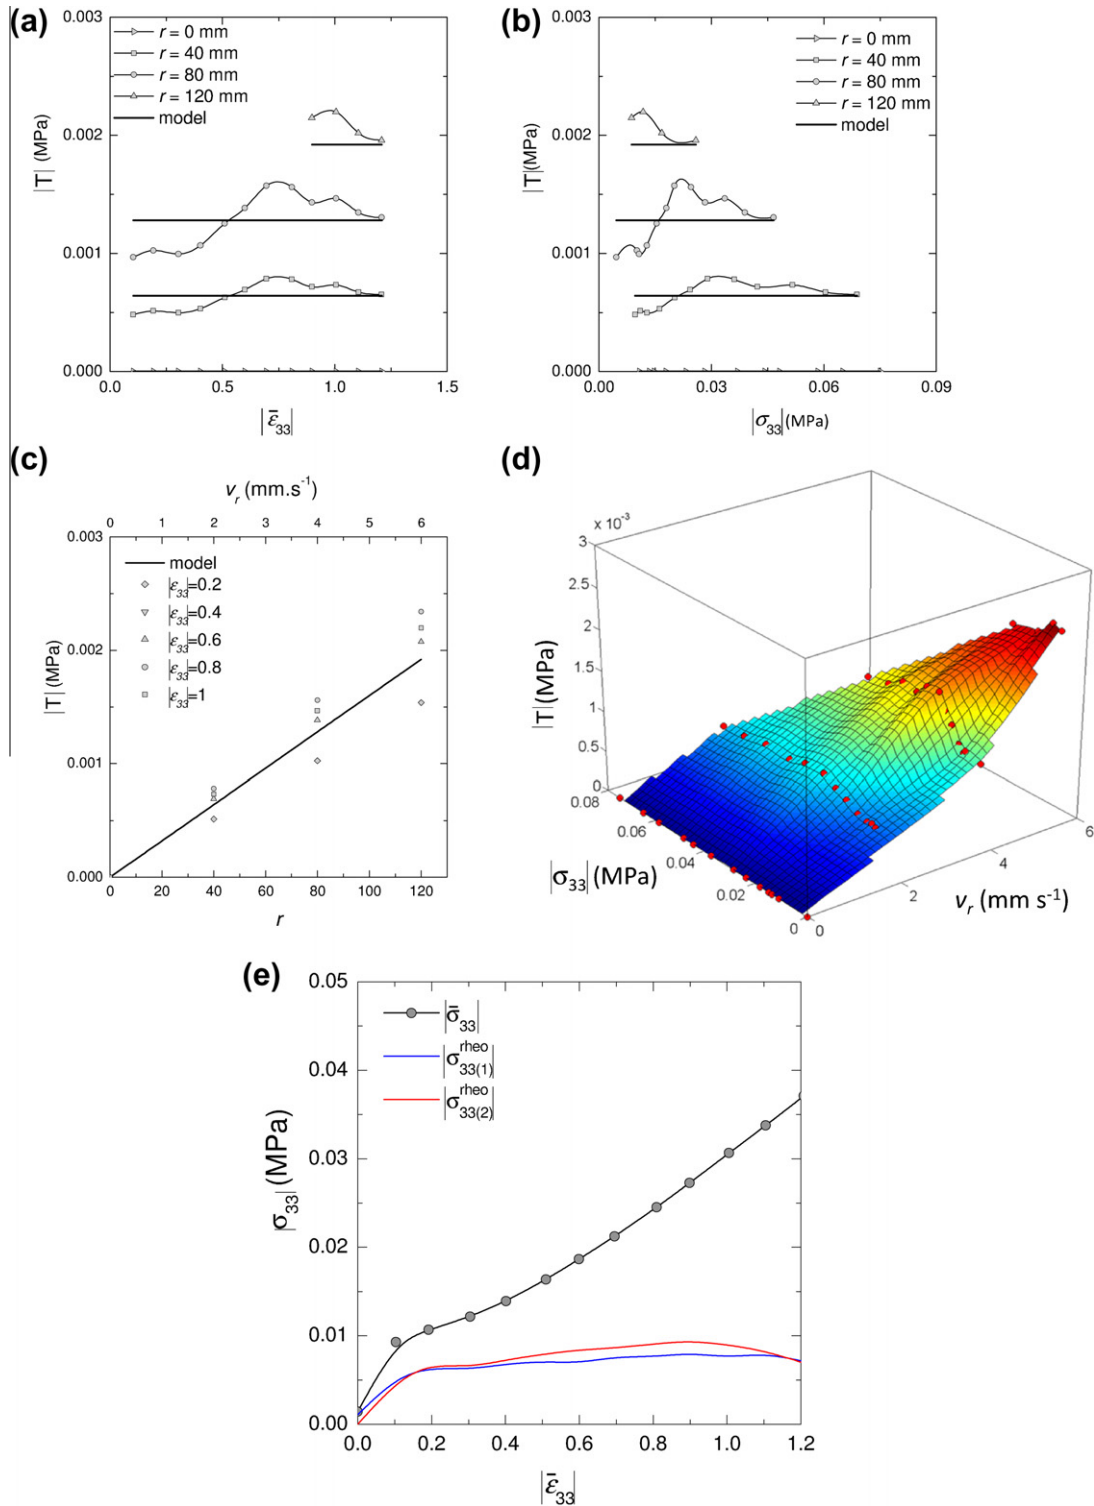 (a)
0.003
0.002
0.001
0.000
|T| (MPa)
r = 0 mm
r = 40 mm
r = 80 mm
r = 120 mm
model
0.0 0.5 1.0 1.5
|ε̄33|
(b)
0.003
0.002
0.001
0.000
|T|(MPa)
r = 0 mm
r = 40 mm
r = 80 mm
r = 120 mm
model
0.00 0.03 0.06 0.09
|σ33|(MPa)
(c)
vr (mm.s-1)
0 1 2 3 4 5 6
0.003
0.002
0.001
0.000
|T| (MPa)
model
|ε33|=0.2
|ε33|=0.4
|ε33|=0.6
|ε33|=0.8
|ε33|=1
0 20 40 60 80 100 120
r
(d)
x 10-3
3
2.5
2
1.5
1
0.5
0
|T| (MPa)
0.08
0.06
0.04
0.02
0
|σ33| (MPa)
0
2
4
6
vr (mm s-1)
(e)
0.05
0.04
0.03
0.02
0.01
0.00
|σ33| (MPa)
|σ̄33|
|σ33(1)rheo|
|σ33(2)rheo|
0.0 0.2 0.4 0.6 0.8 1.0 1.2
|ε̄33|